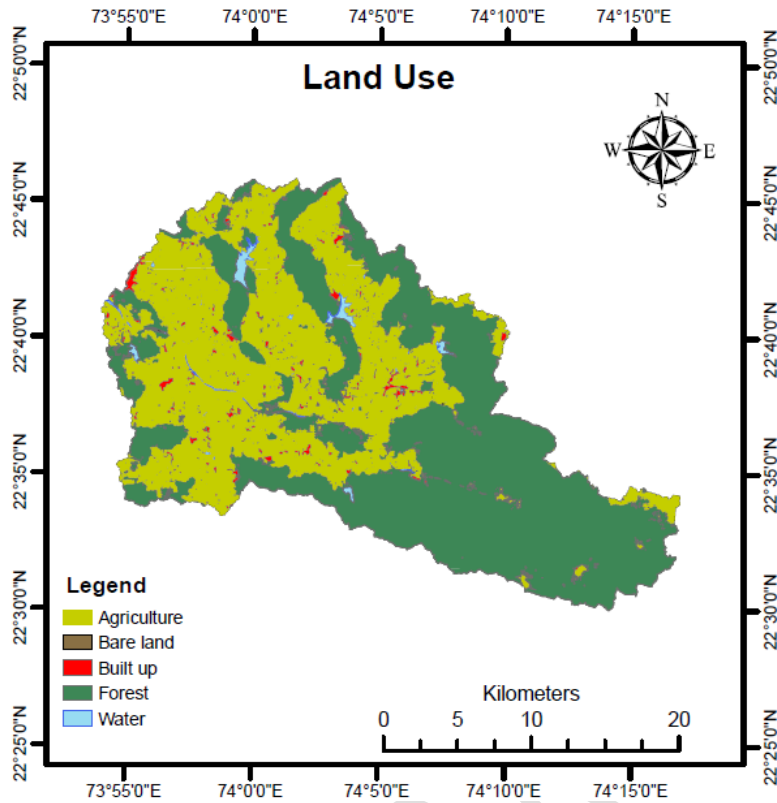 73°55'0"E 74°0'0"E 74°5'0"E 74°10'0"E 74°15'0"E
Land Use
N
W E
S
22°50'0"N 22°50'0"N
22°45'0"N 22°45'0"N
22°40'0"N 22°40'0"N
22°35'0"N 22°35'0"N
22°30'0"N 22°30'0"N
22°25'0"N 22°25'0"N
Legend
Agriculture
Bare land
Built up
Forest
Water
Kilometers
0 5 10 20
73°55'0"E 74°0'0"E 74°5'0"E 74°10'0"E 74°15'0"E